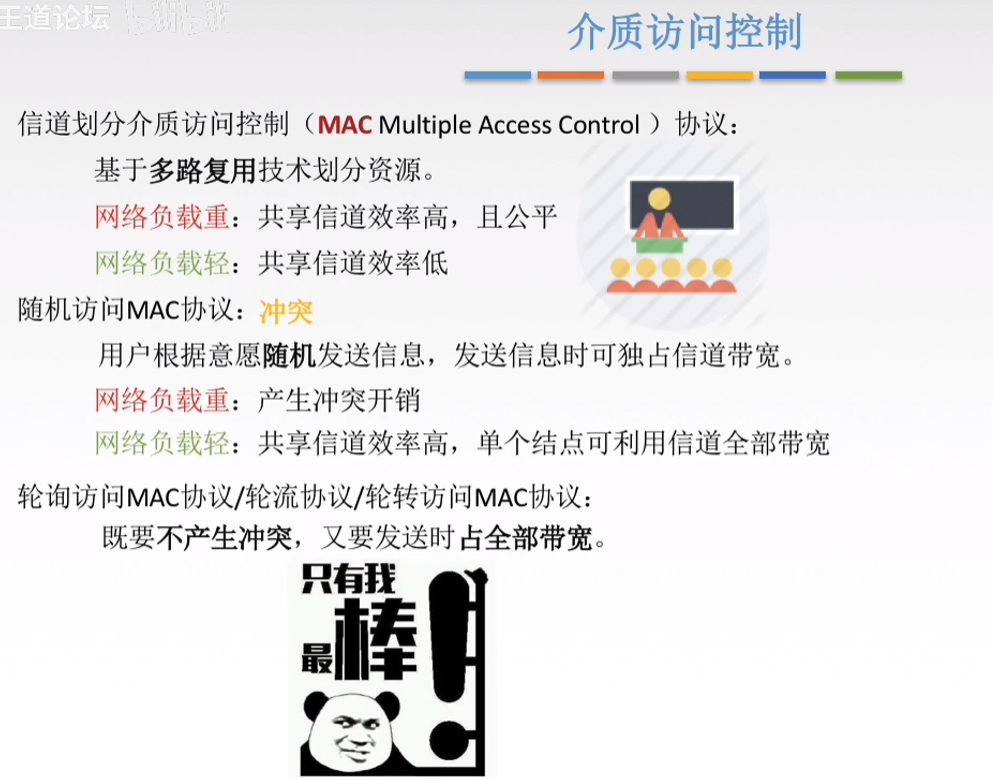 王道论坛
介质访问控制
信道划分介质访问控制（MAC Multiple Access Control ）协议：
基于多路复用技术划分资源。
网络负载重：共享信道效率高，且公平
网络负载轻：共享信道效率低
随机访问MAC协议：冲突
用户根据意愿随机发送信息，发送信息时可独占信道带宽。
网络负载重：产生冲突开销
网络负载轻：共享信道效率高，单个结点可利用信道全部带宽
轮询访问MAC协议/轮流协议/轮转访问MAC协议：
既要不产生冲突，又要发送时占全部带宽。
只有我
最棒！